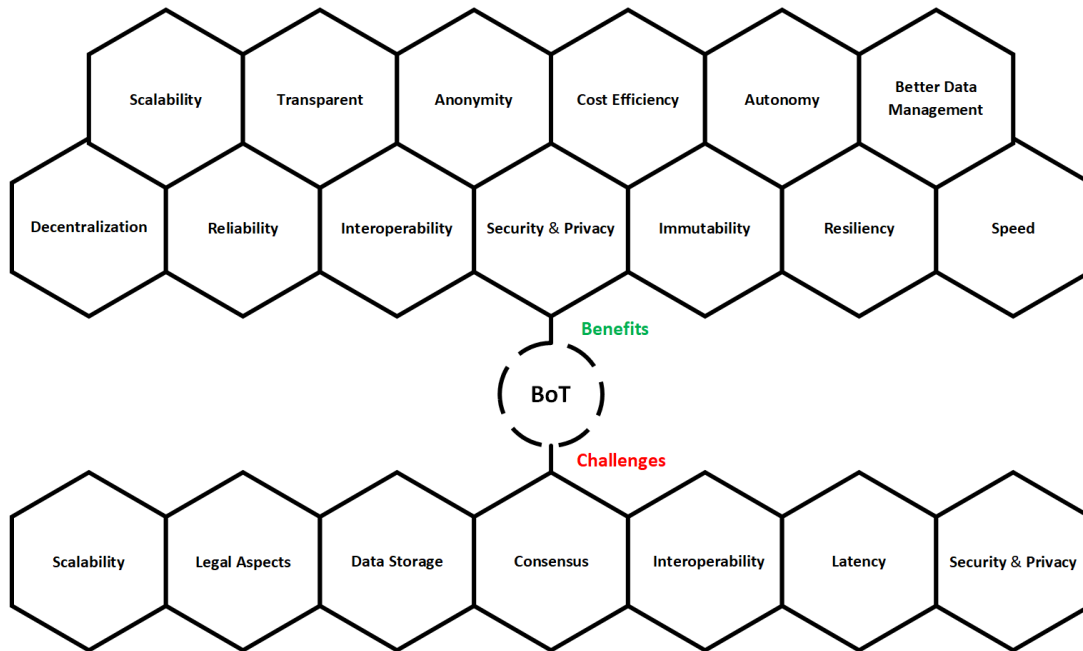 Scalability
Transparent
Anonymity
Cost Efficiency
Autonomy
Better Data
Management
Decentralization
Reliability
Interoperability
Security & Privacy
Immutability
Resiliency
Speed
Benefits
BoT
Challenges
Scalability
Legal Aspects
Data Storage
Consensus
Interoperability
Latency
Security & Privacy